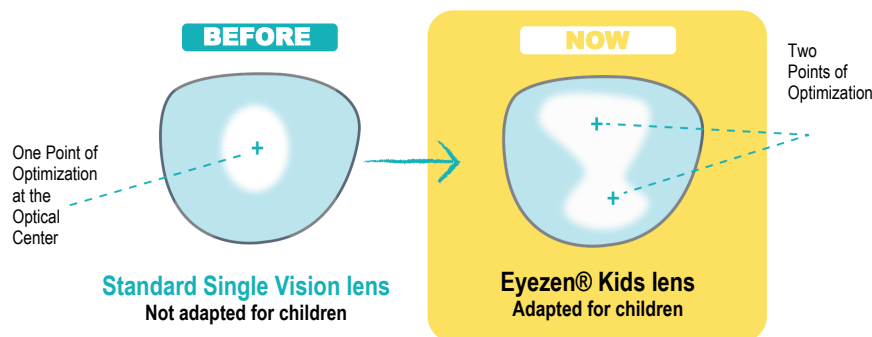 BEFORE
One Point of
Optimization
at the
Optical
Center
Standard Single Vision lens
Not adapted for children
NOW
Two
Points of
Optimization
Eyezen® Kids lens
Adapted for children